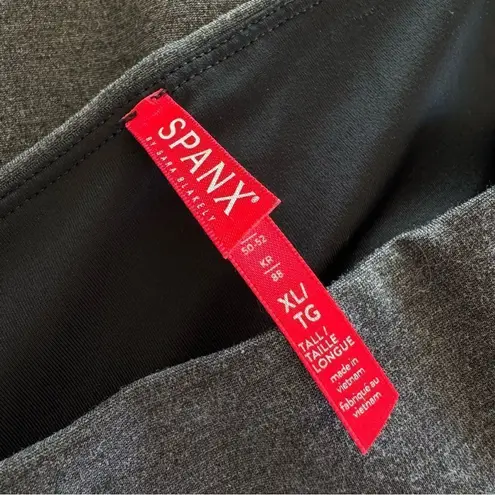 SPANX®
BY SARA BLAKELY
50-52
KR
88
XL/
TG
TALL/
TAILLE
LONGUE
made in
vietnam
fabriqué au
vietnam